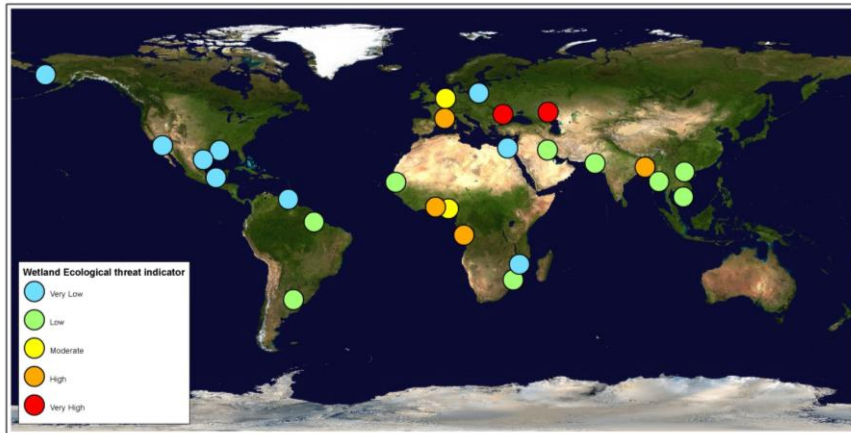 Wetland Ecological threat indicator
Very Low
Low
Moderate
High
Very High